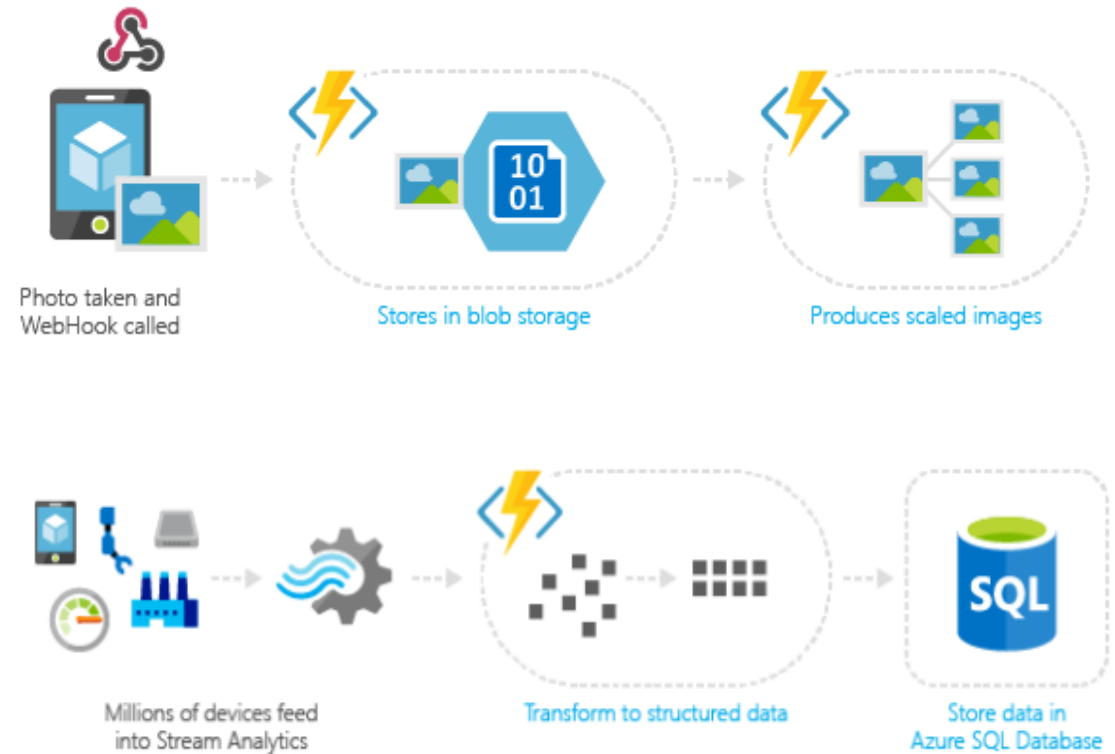 10
01
Photo taken and
WebHook called
Stores in blob storage
Produces scaled images
SQL
Millions of devices feed
into Stream Analytics
Transform to structured data
Store data in
Azure SQL Database